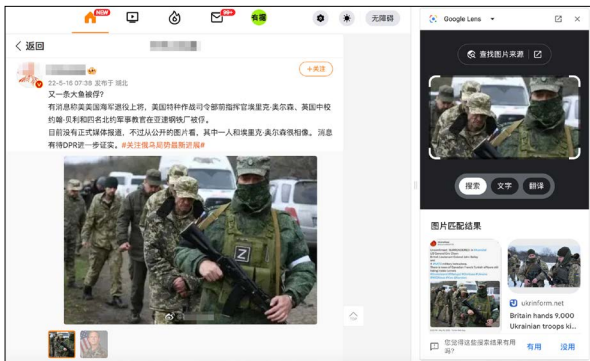 NEW
99+
有据
无障碍
返回
+关注
22-5-16 07:38 发布于 湖北
又一条大鱼被俘?
有消息称美美国海军退役上将,美国特种作战司令部前指挥官埃里克·奥尔森、英国中校
约翰·贝利和四名北约军事教官在亚速钢铁厂被俘。
目前没有正式媒体报道,不过从公开的图片看,其中一人和埃里克·奥尔森很相像。 消息
有待DPR进一步证实。#关注俄乌局势最新进展#
Z
Google Lens
查找图片来源
搜索
文字
翻译
图片匹配结果
ukrinform.net
Britain hands 9,000
Ukrainian troops ki...
您觉得这些搜索结果有用
吗?
有用
没用